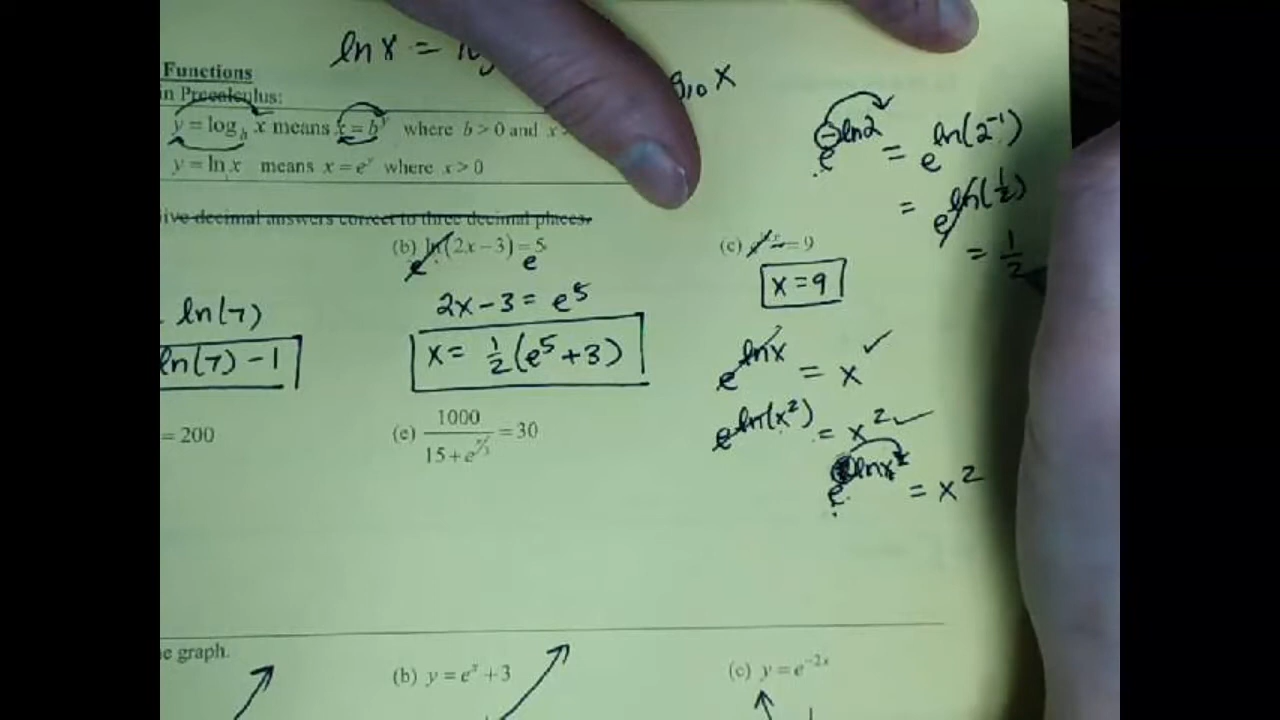 ln x =
x
Functions
in Precalculus:
y = log_b x means x = b^y where b > 0 and x >
y = ln x means x = e^y where x > 0
e^{-ln2} = e^{ln(2^{-1})}
= e^{ln(1/2)}
= 1/2
ive decimal answers correct to three decimal places.
(b) ln(2x − 3) = 5
e e
(c) = 9
ln(7)
2x − 3 = e^5
x = 9
ln(7) − 1
x = 1/2 (e^5 + 3)
e^{ln x} = x ✓
e^{ln(x^2)} = x^2 ✓
= 200
(e) 1000/(15 + e^{x/3}) = 30
= x^2
e graph.
(b) y = e^x + 3
(c) y = e^{−2x}